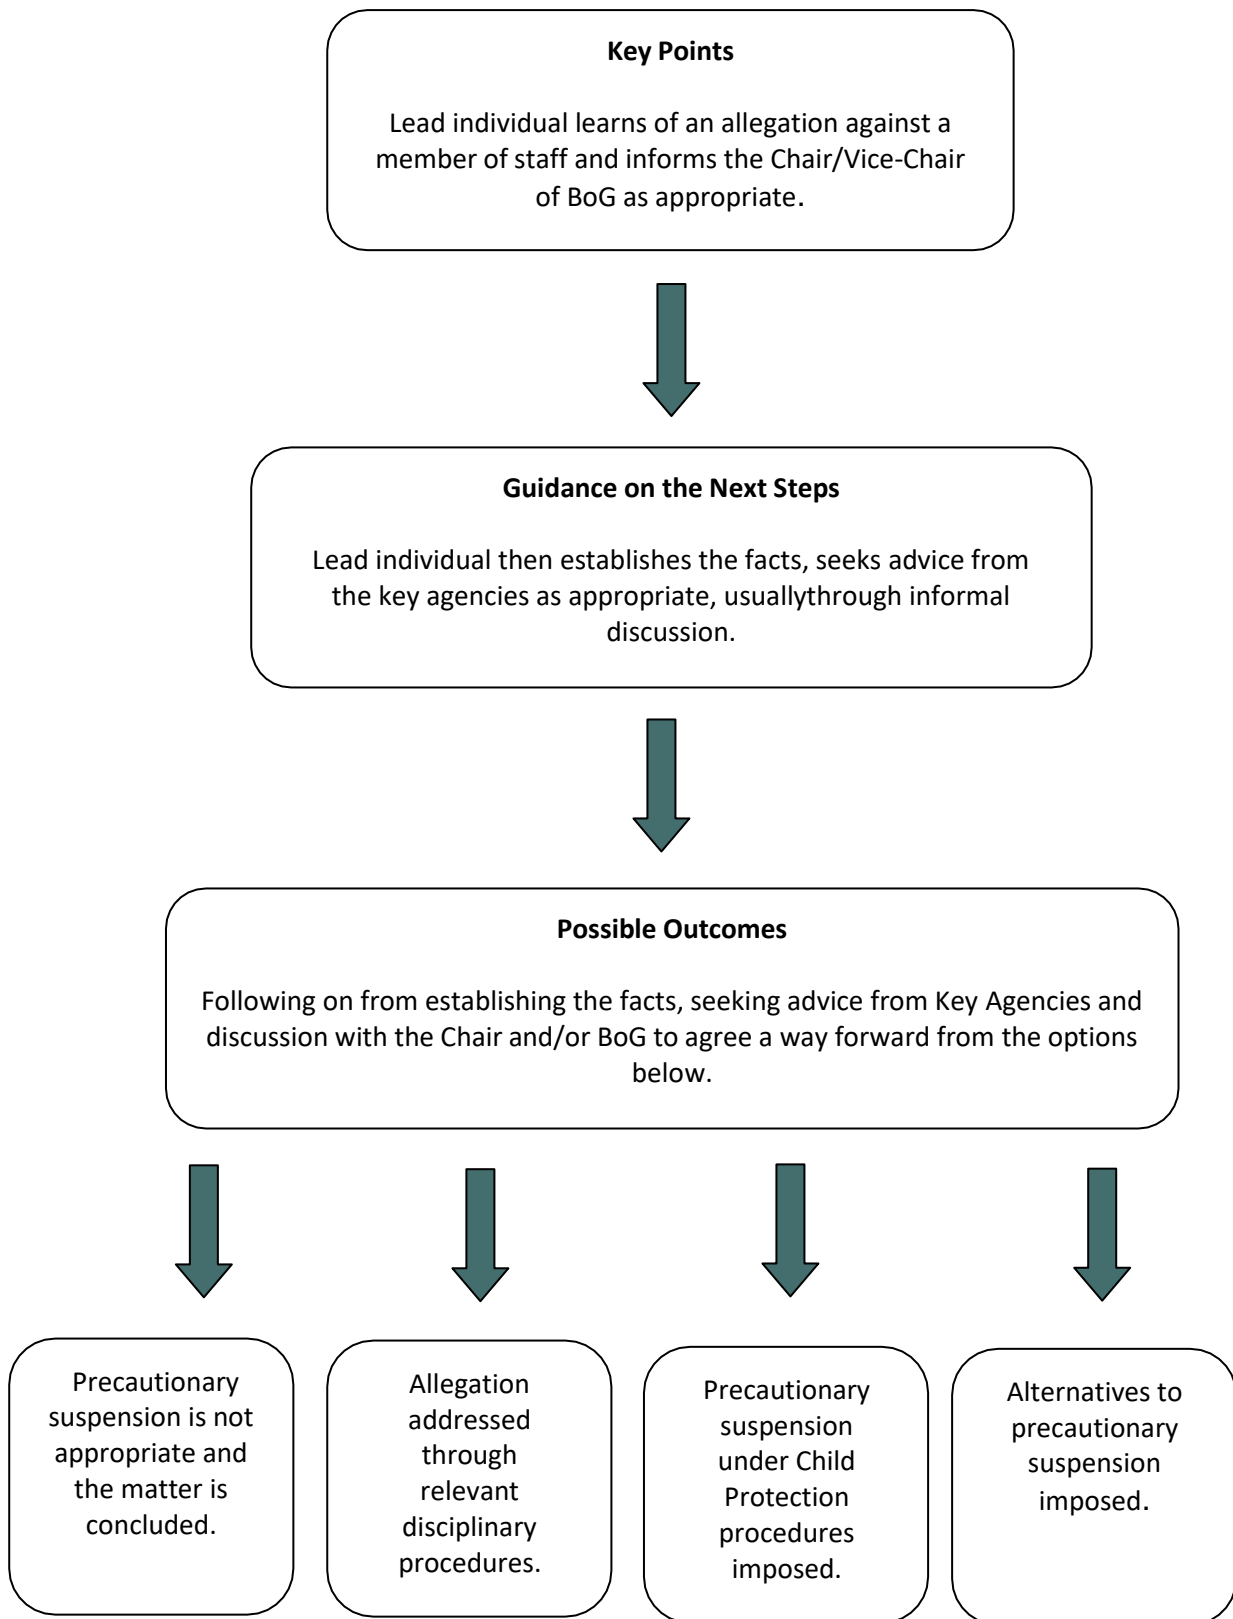 Key Points
Lead individual learns of an allegation against a
member of staff and informs the Chair/Vice-Chair
of BoG as appropriate.
Guidance on the Next Steps
Lead individual then establishes the facts, seeks advice from
the key agencies as appropriate, usuallythrough informal
discussion.
Possible Outcomes
Following on from establishing the facts, seeking advice from Key Agencies and
discussion with the Chair and/or BoG to agree a way forward from the options
below.
Precautionary
suspension is not
appropriate and
the matter is
concluded.
Allegation
addressed
through
relevant
disciplinary
procedures.
Precautionary
suspension
under Child
Protection
procedures
imposed.
Alternatives to
precautionary
suspension
imposed.